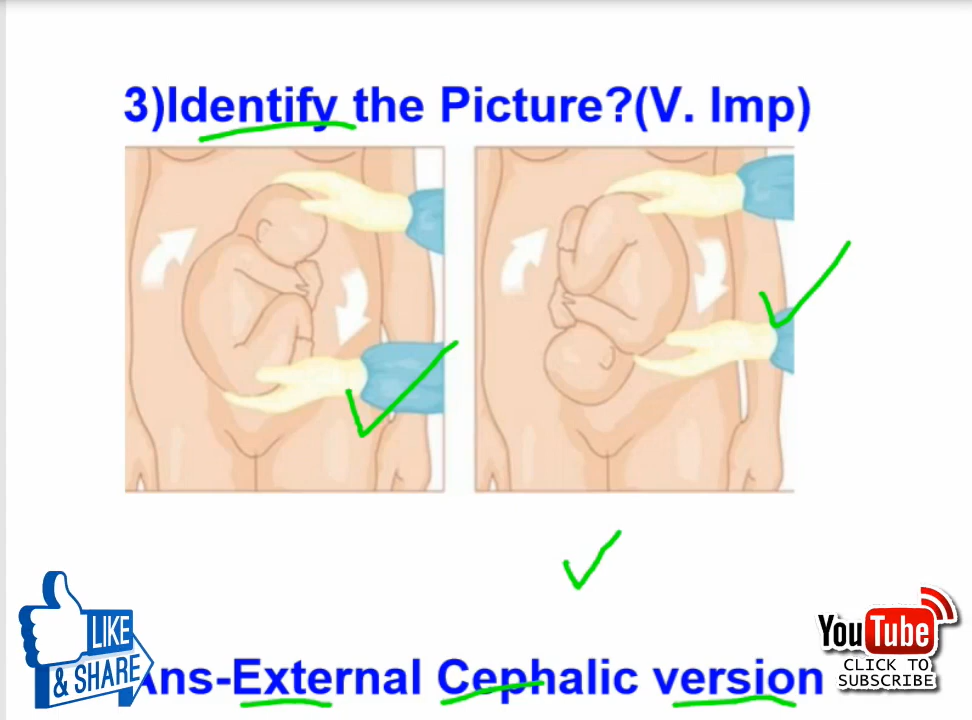 3)Identify the Picture?(V. Imp)
LIKE
& SHARE
Ans-External Cephalic version
YouTube
CLICK TO
SUBSCRIBE